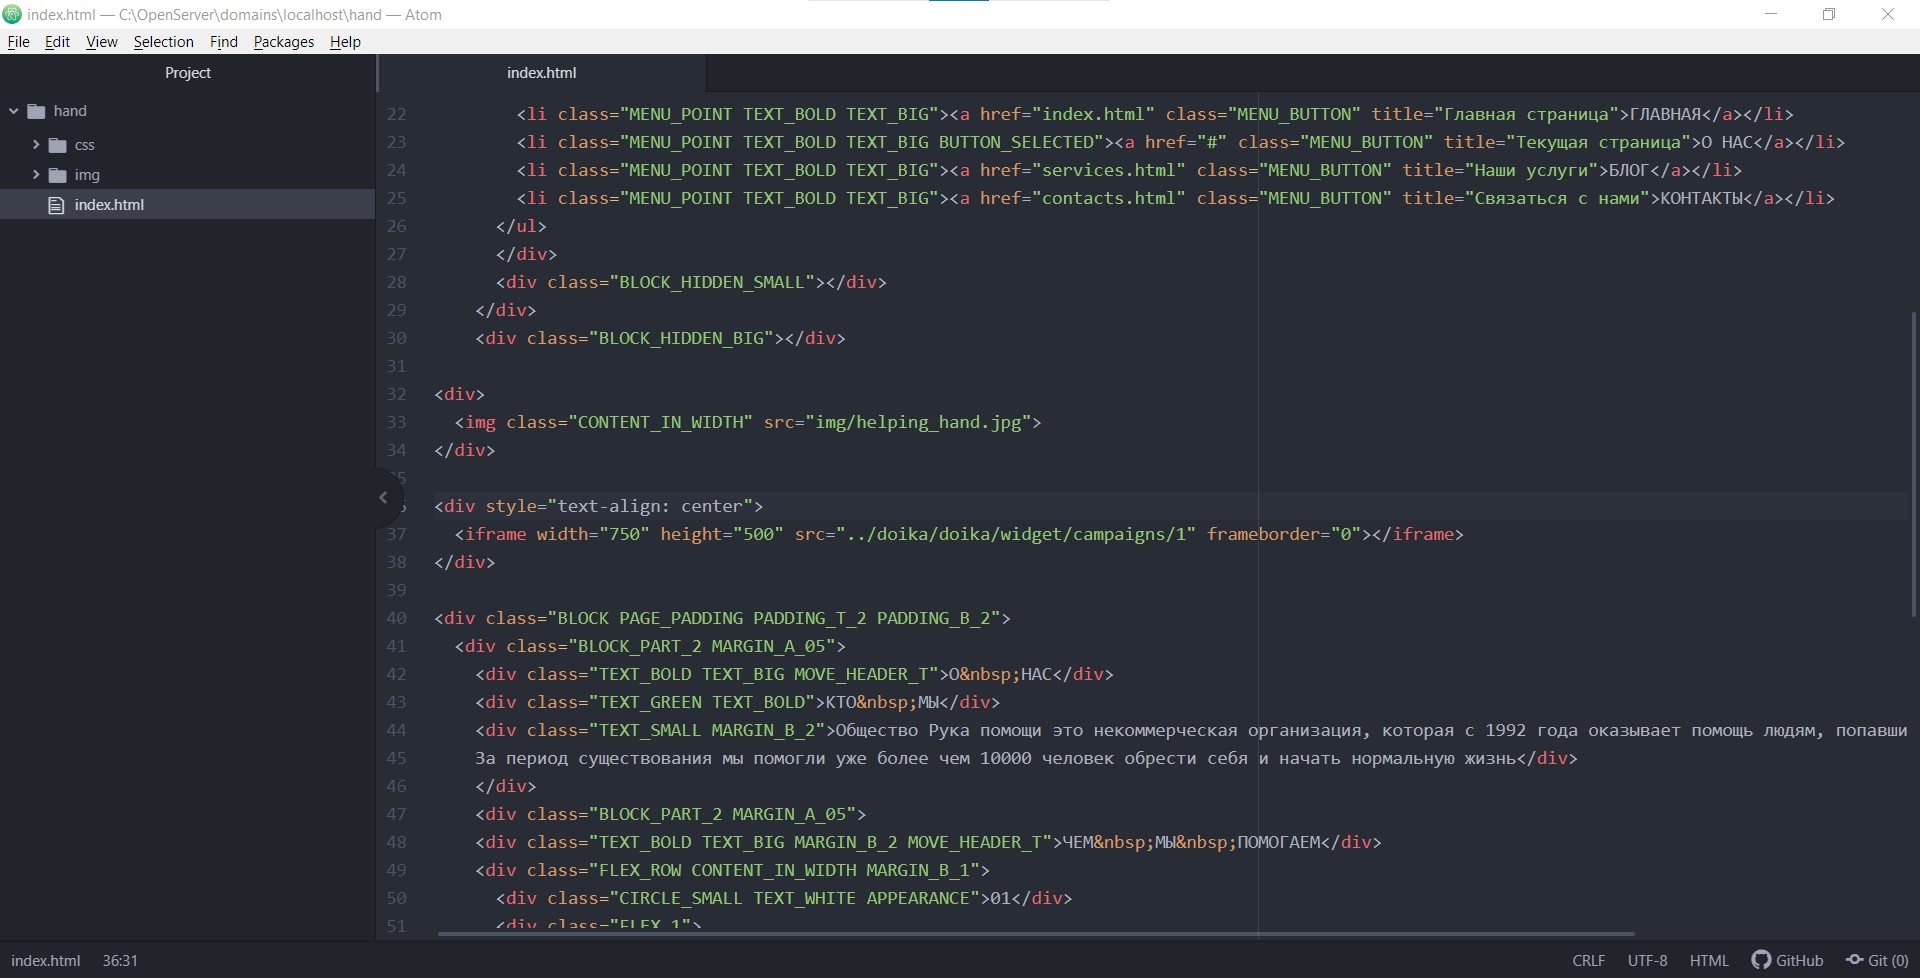 index.html — C:\OpenServer\domains\localhost\hand — Atom
File Edit View Selection Find Packages Help
Project
index.html
hand
css
img
index.html
22 <li class="MENU_POINT TEXT_BOLD TEXT_BIG"><a href="index.html" class="MENU_BUTTON" title="Главная страница">ГЛАВНАЯ</a></li>
23 <li class="MENU_POINT TEXT_BOLD TEXT_BIG BUTTON_SELECTED"><a href="#" class="MENU_BUTTON" title="Текущая страница">О НАС</a></li>
24 <li class="MENU_POINT TEXT_BOLD TEXT_BIG"><a href="services.html" class="MENU_BUTTON" title="Наши услуги">БЛОГ</a></li>
25 <li class="MENU_POINT TEXT_BOLD TEXT_BIG"><a href="contacts.html" class="MENU_BUTTON" title="Связаться с нами">КОНТАКТЫ</a></li>
26 </ul>
27 </div>
28 <div class="BLOCK_HIDDEN_SMALL"></div>
29 </div>
30 <div class="BLOCK_HIDDEN_BIG"></div>
31
32 <div>
33 <img class="CONTENT_IN_WIDTH" src="img/helping_hand.jpg">
34 </div>
<div style="text-align: center">
37 <iframe width="750" height="500" src="../doika/doika/widget/campaigns/1" frameborder="0"></iframe>
38 </div>
39
40 <div class="BLOCK PAGE_PADDING PADDING_T_2 PADDING_B_2">
41 <div class="BLOCK_PART_2 MARGIN_A_05">
42 <div class="TEXT_BOLD TEXT_BIG MOVE_HEADER_T">О&nbsp;НАС</div>
43 <div class="TEXT_GREEN TEXT_BOLD">КТО&nbsp;МЫ</div>
44 <div class="TEXT_SMALL MARGIN_B_2">Общество Рука помощи это некоммерческая организация, которая с 1992 года оказывает помощь людям, попавши
45 За период существования мы помогли уже более чем 10000 человек обрести себя и начать нормальную жизнь</div>
46 </div>
47 <div class="BLOCK_PART_2 MARGIN_A_05">
48 <div class="TEXT_BOLD TEXT_BIG MARGIN_B_2 MOVE_HEADER_T">ЧЕМ&nbsp;МЫ&nbsp;ПОМОГАЕМ</div>
49 <div class="FLEX_ROW CONTENT_IN_WIDTH MARGIN_B_1">
50 <div class="CIRCLE_SMALL TEXT_WHITE APPEARANCE">01</div>
51 <div class="FLEX_1">
index.html 36:31 CRLF UTF-8 HTML GitHub Git (0)